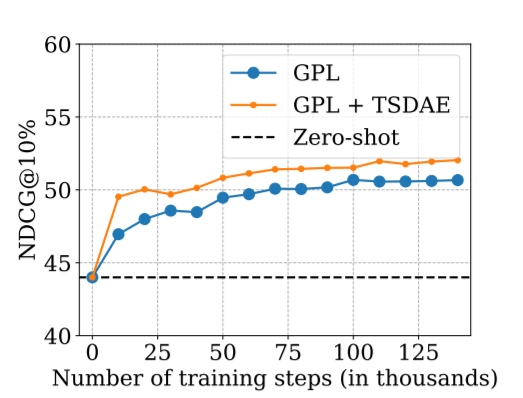 60
55
50
45
40
NDCG@10%
GPL
GPL + TSDAE
Zero-shot
0 25 50 75 100 125
Number of training steps (in thousands)